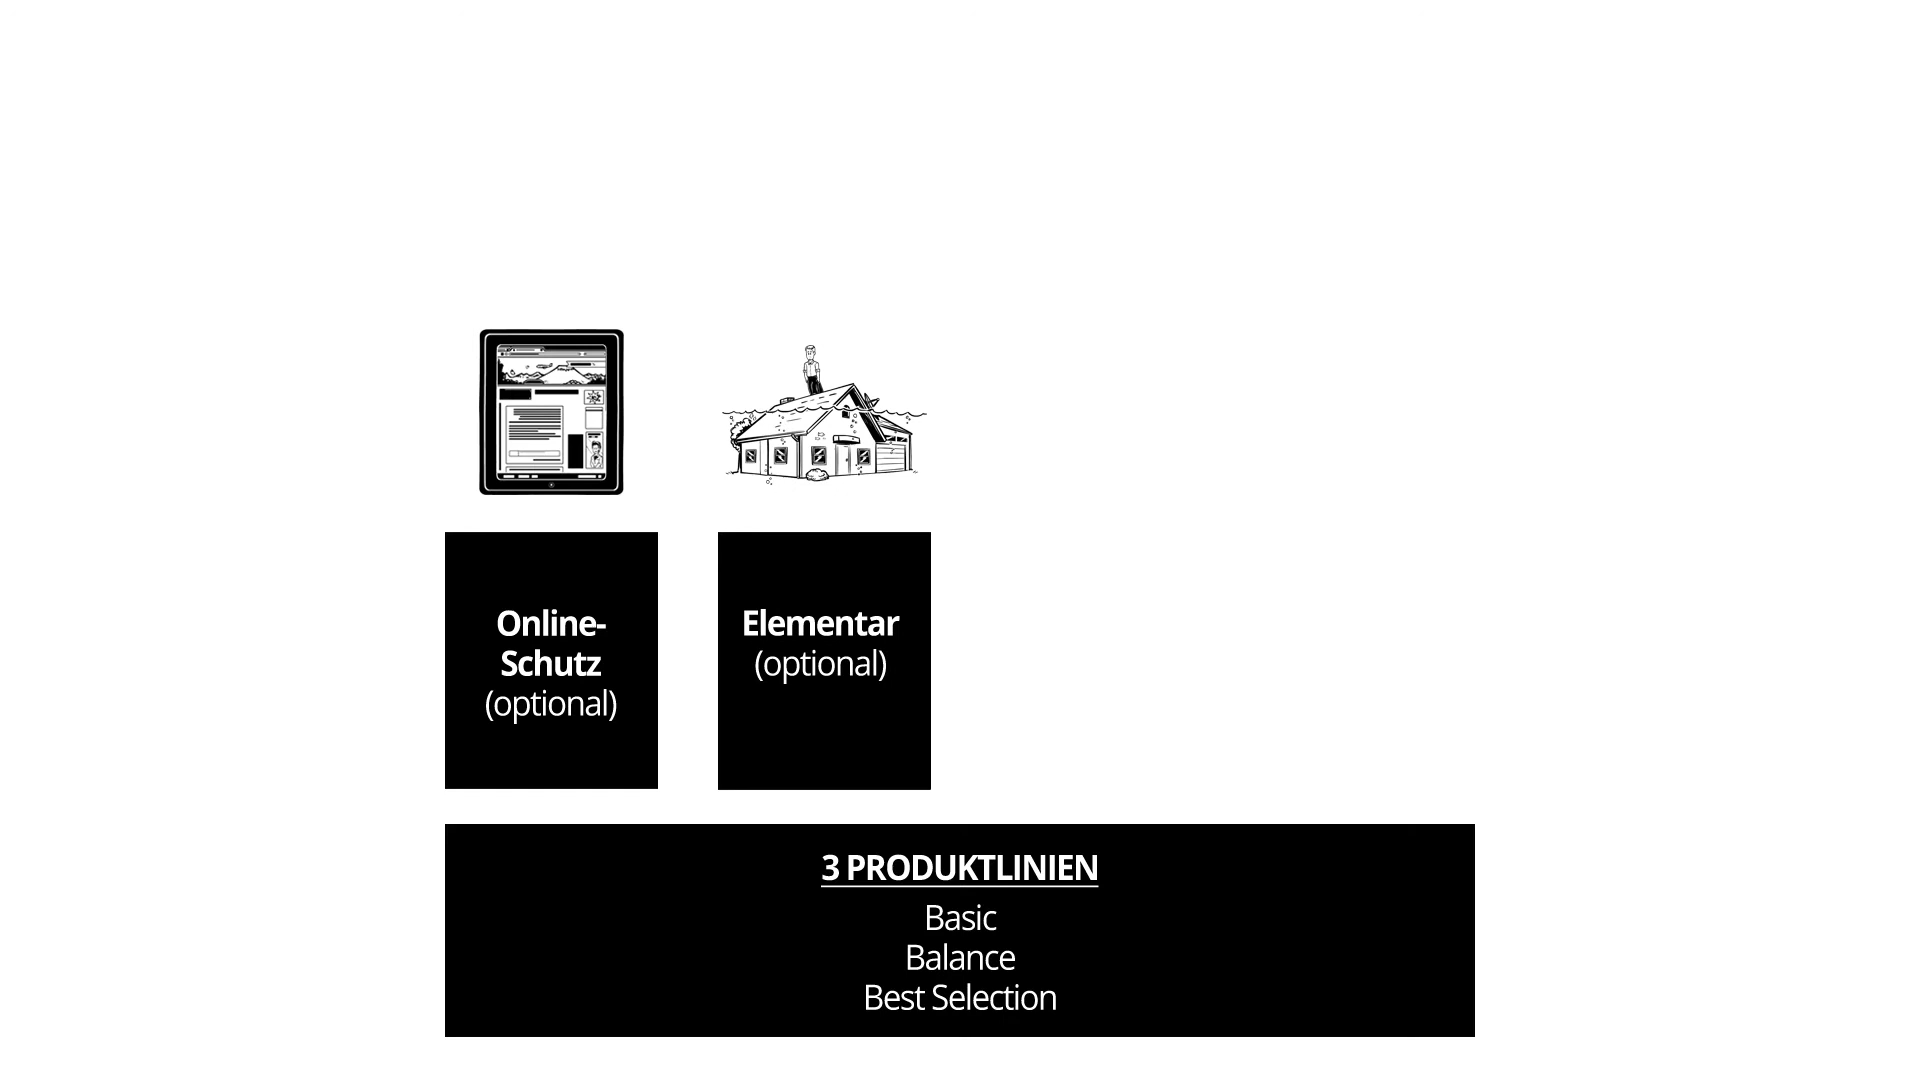 Online-
Schutz
(optional)
Elementar
(optional)
3 PRODUKTLINIEN
Basic
Balance
Best Selection